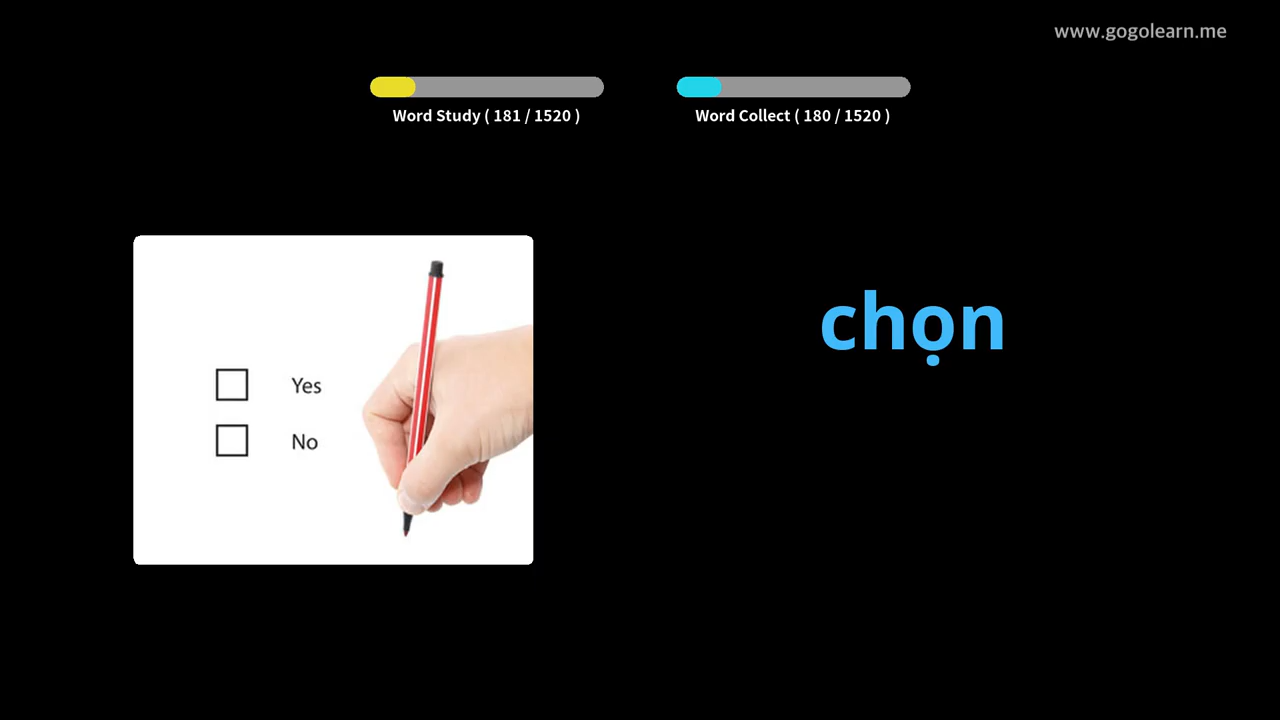 www.gogolearn.me
Word Study ( 181 / 1520 )
Word Collect ( 180 / 1520 )
chọn
Yes
No